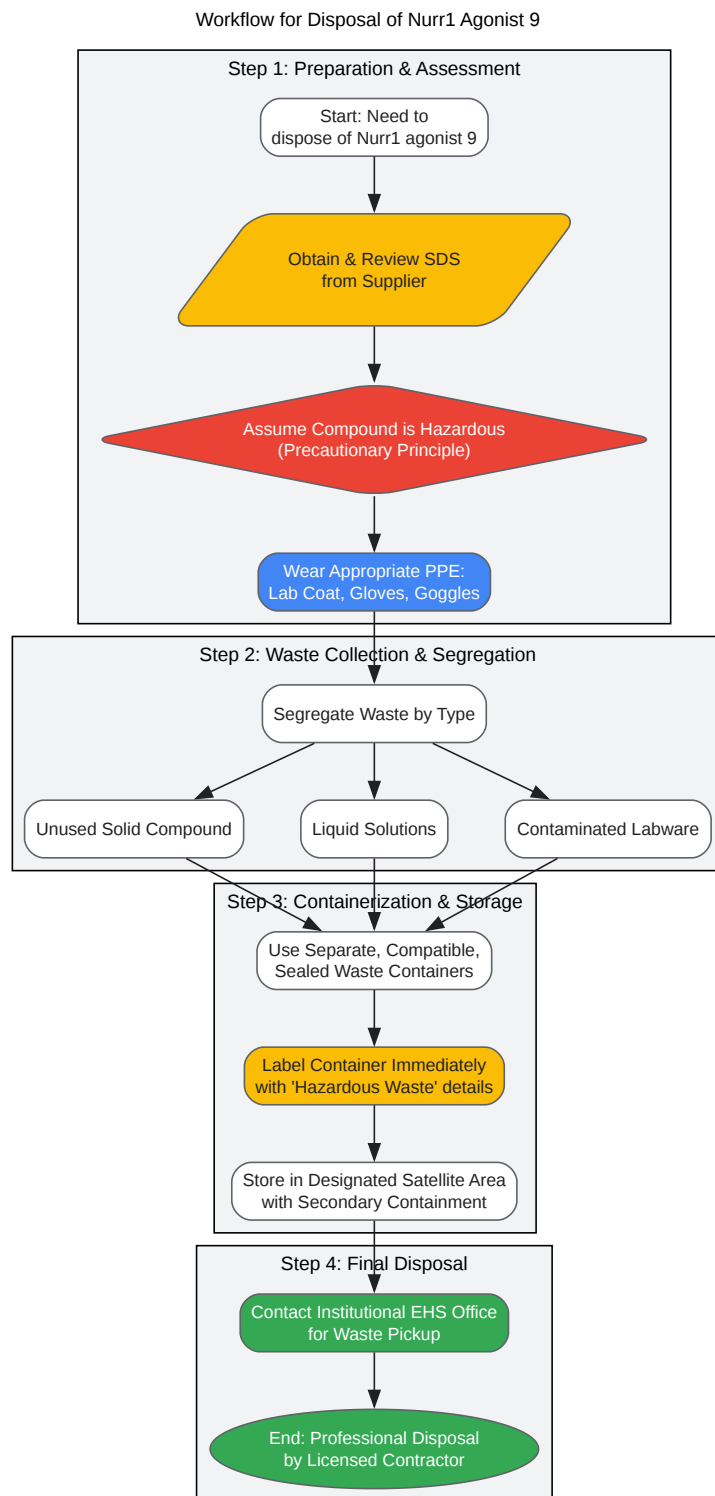 Workflow for Disposal of Nurr1 Agonist 9
Step 1: Preparation & Assessment
Start: Need to
dispose of Nurr1 agonist 9
Obtain & Review SDS
from Supplier
Assume Compound is Hazardous
(Precautionary Principle)
Wear Appropriate PPE:
Lab Coat, Gloves, Goggles
Step 2: Waste Collection & Segregation
Segregate Waste by Type
Unused Solid Compound
Liquid Solutions
Contaminated Labware
Step 3: Containerization & Storage
Use Separate, Compatible,
Sealed Waste Containers
Label Container Immediately
with 'Hazardous Waste' details
Store in Designated Satellite Area
with Secondary Containment
Step 4: Final Disposal
Contact Institutional EHS Office
for Waste Pickup
End: Professional Disposal
by Licensed Contractor